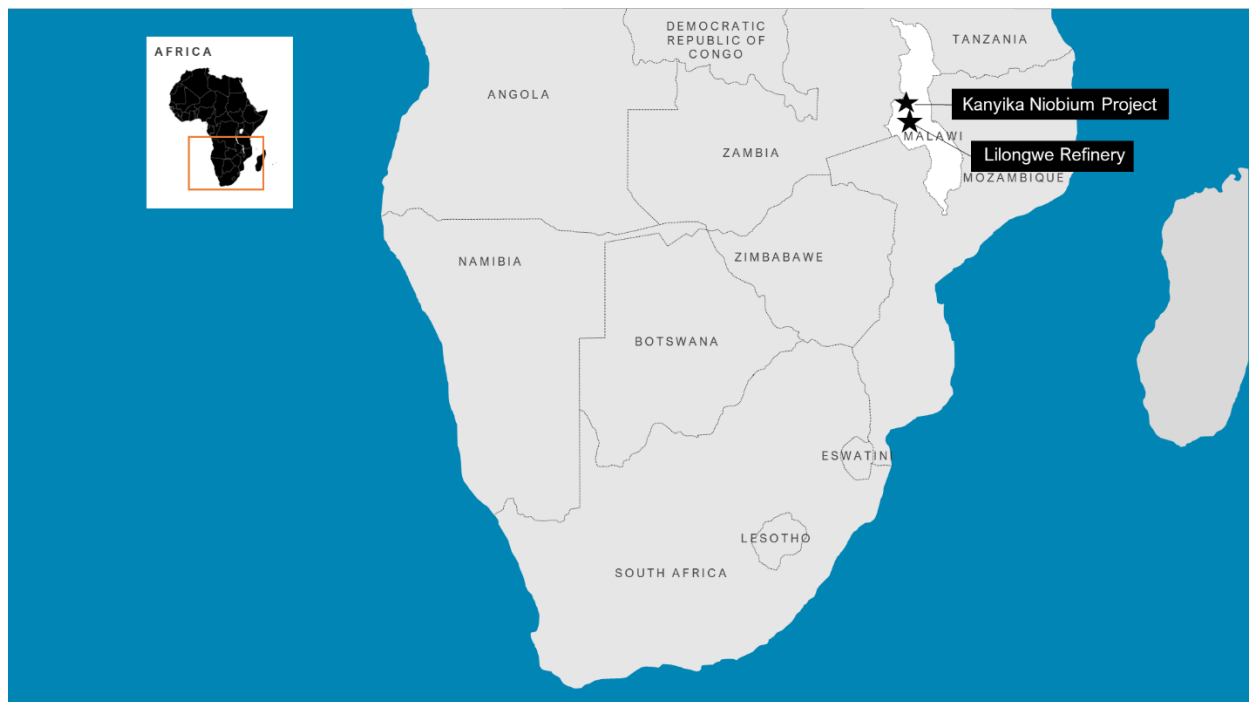 AFRICA
DEMOCRATIC
REPUBLIC OF
CONGO
TANZANIA
ANGOLA
Kanyika Niobium Project
MALAWI
ZAMBIA
Lilongwe Refinery
MOZAMBIQUE
NAMIBIA
ZIMBABAWE
BOTSWANA
ESWATINI
LESOTHO
SOUTH AFRICA